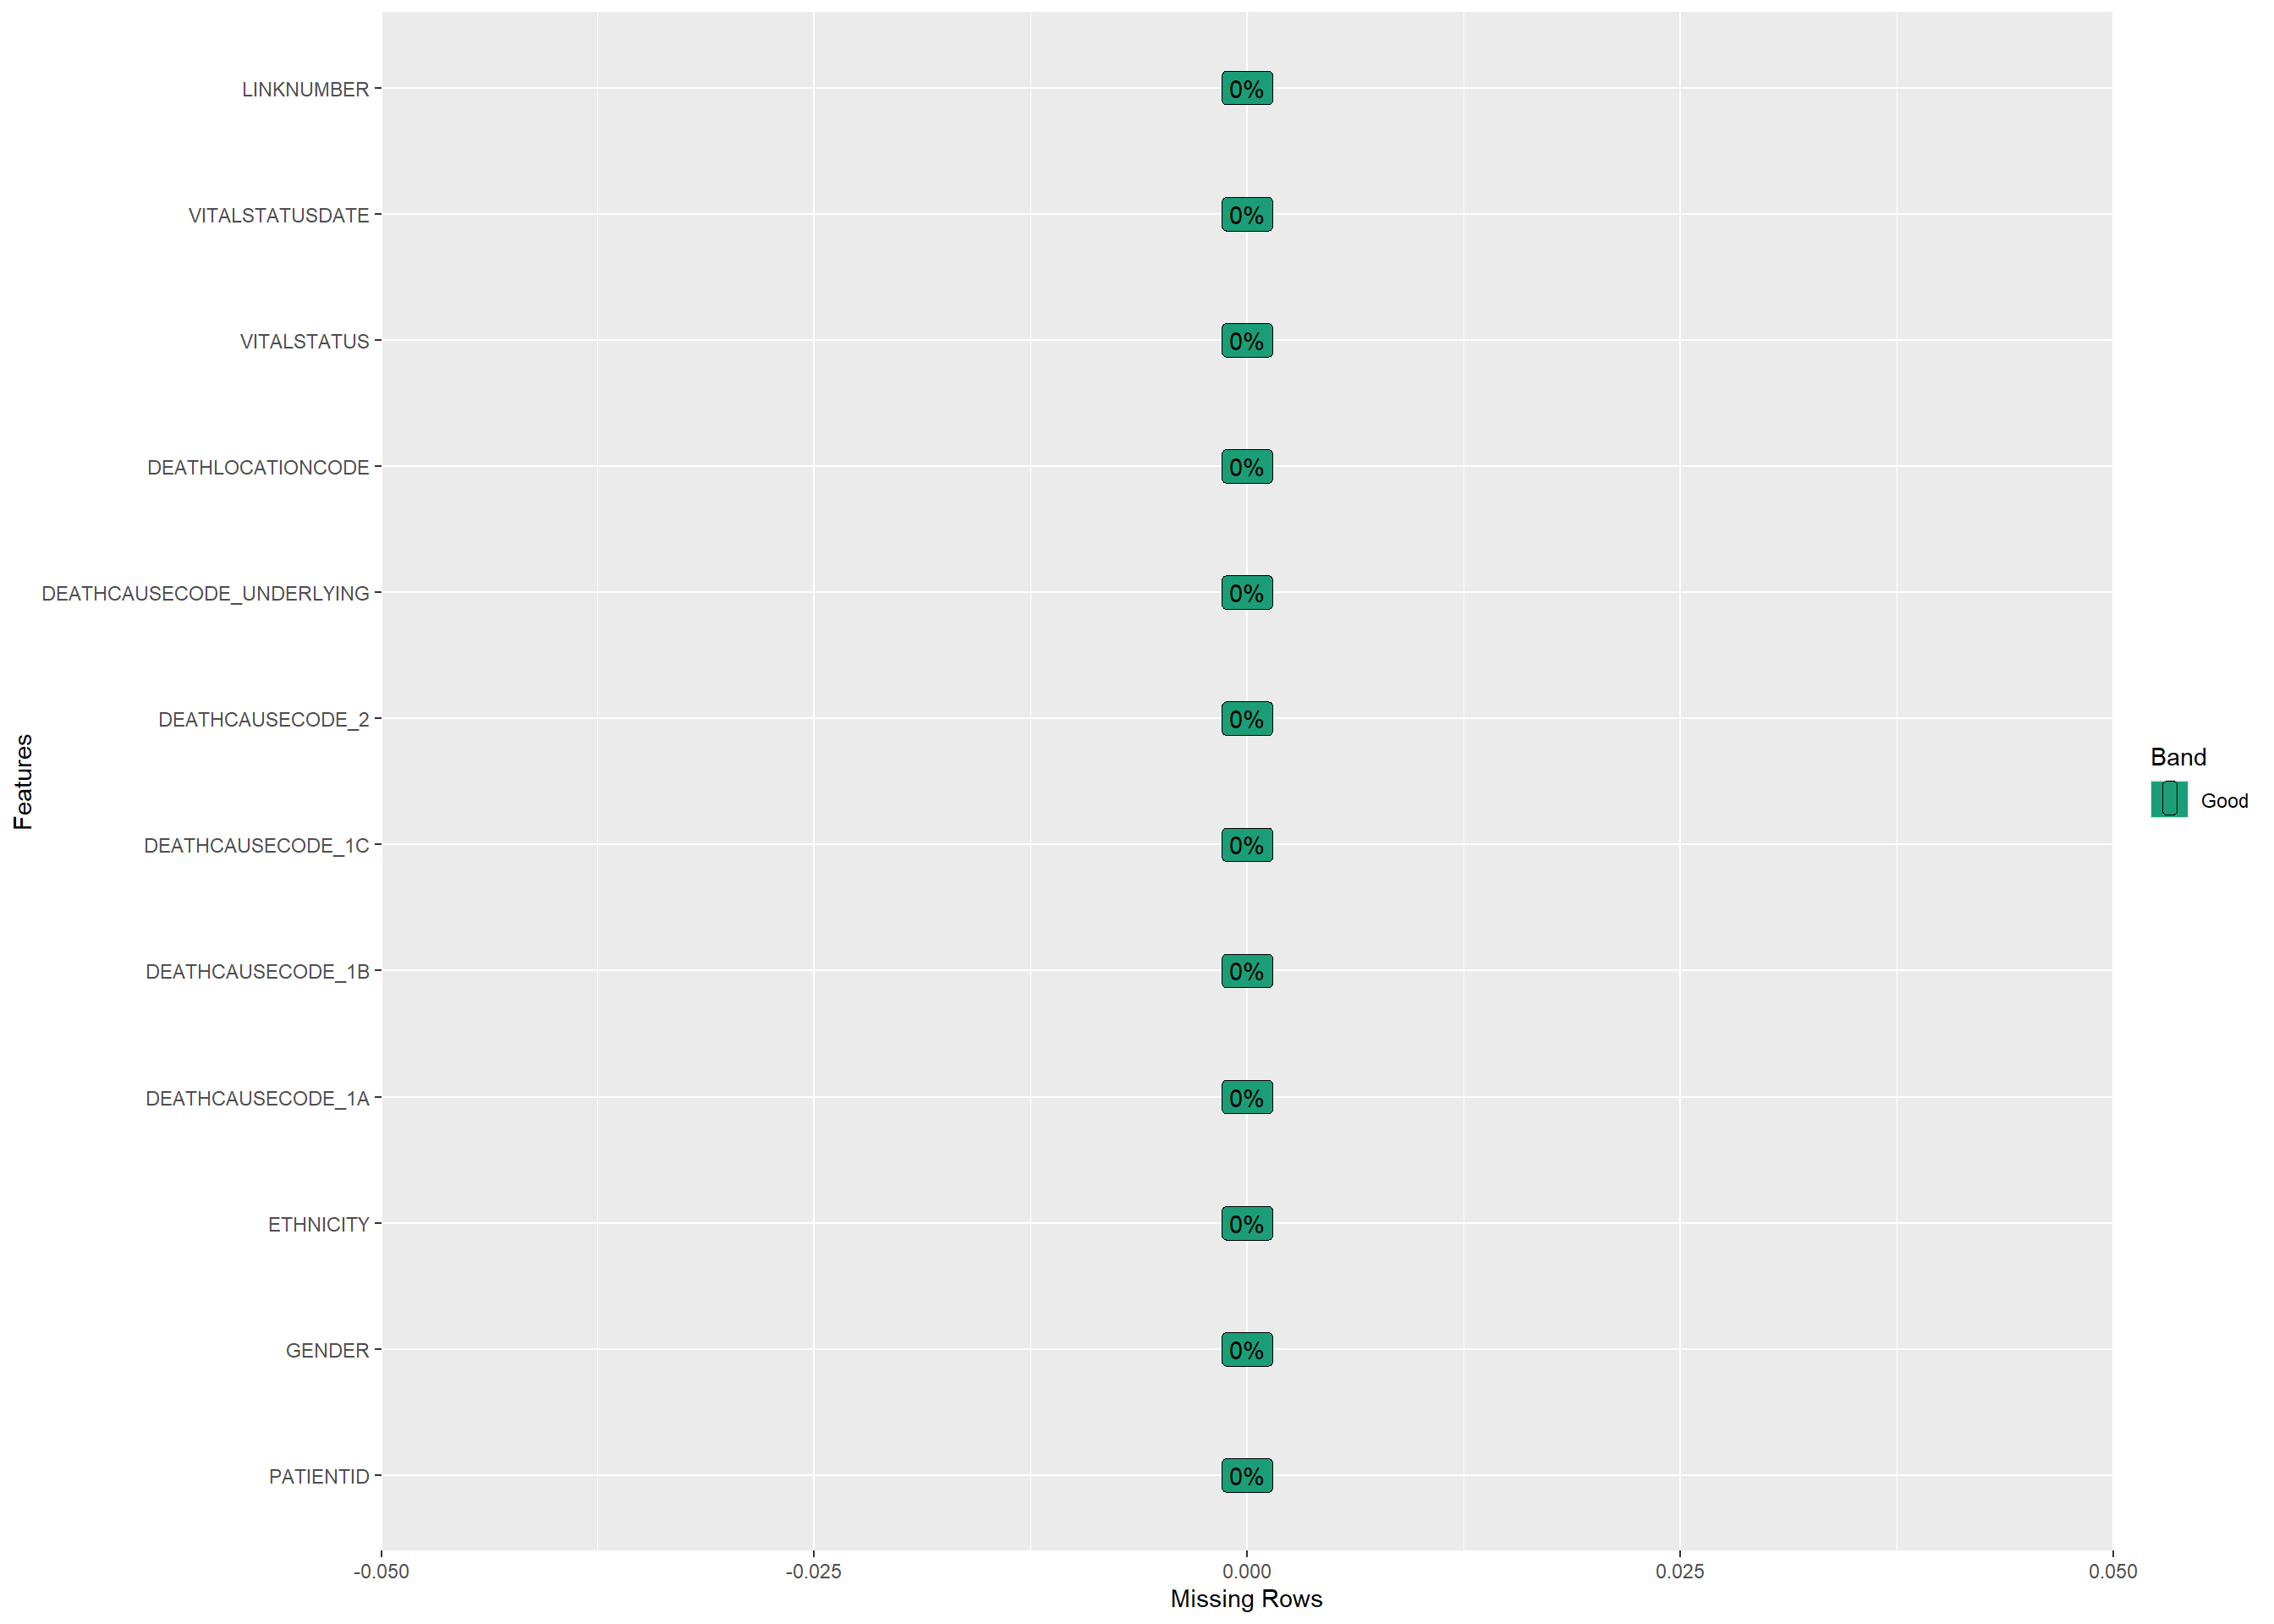 LINKNUMBER 0%
VITALSTATUSDATE 0%
VITALSTATUS 0%
DEATHLOCATIONCODE 0%
DEATHCAUSECODE_UNDERLYING 0%
DEATHCAUSECODE_2 0%
DEATHCAUSECODE_1C 0%
DEATHCAUSECODE_1B 0%
DEATHCAUSECODE_1A 0%
ETHNICITY 0%
GENDER 0%
PATIENTID 0%
Features
-0.050 -0.025 0.000 0.025 0.050
Missing Rows
Band
Good